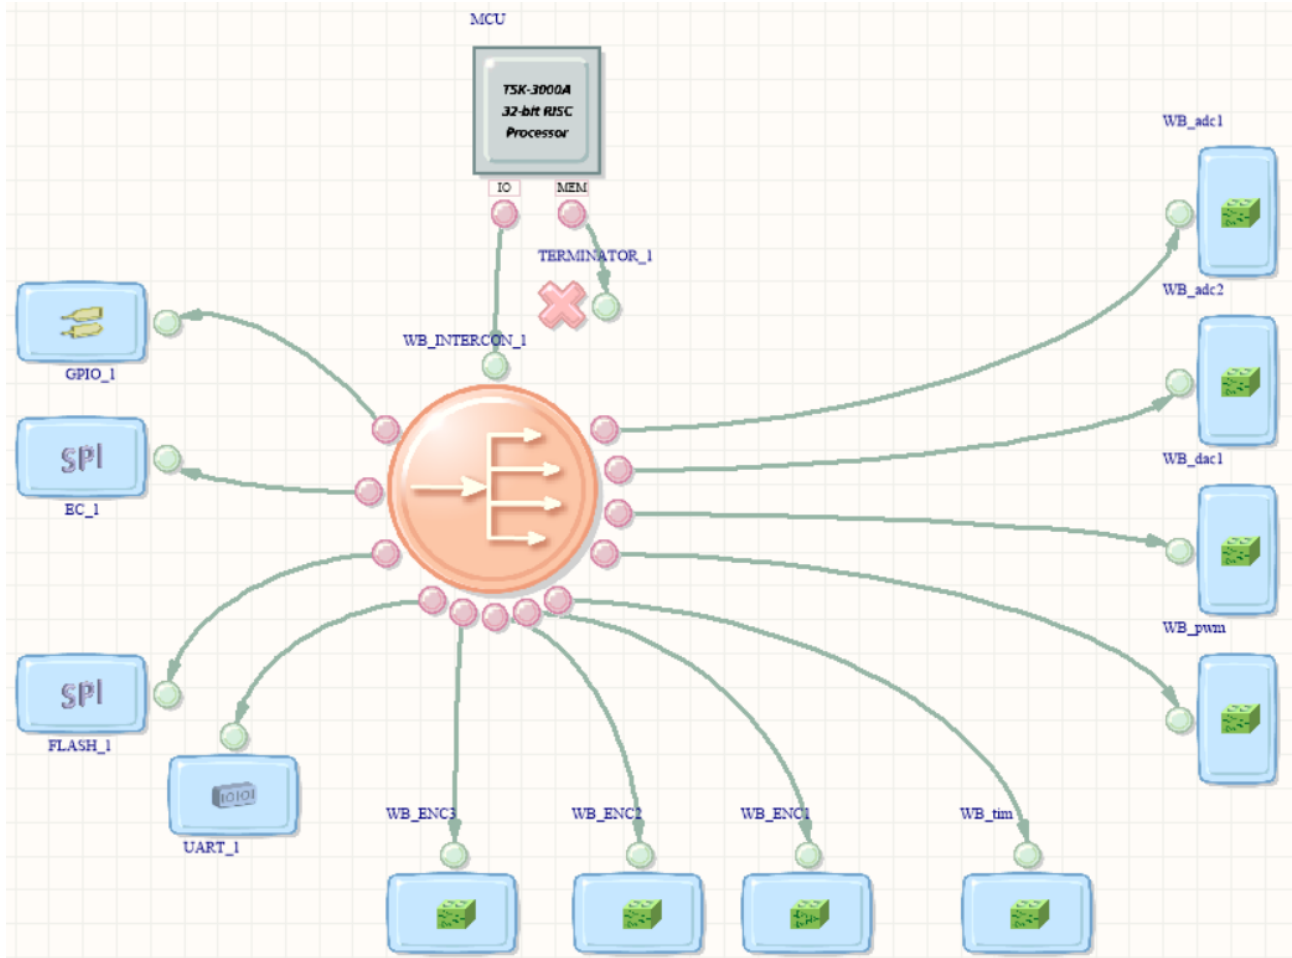 MCU
TSK-3000A
32-bit RISC
Processor
IO
MEM
TERMINATOR_1
WB_INTERCON_1
GPIO_1
SPI
EC_1
SPI
FLASH_1
IOIOI
UART_1
WB_adc1
WB_adc2
WB_dac1
WB_pwm
WB_ENC3
WB_ENC2
WB_ENC1
WB_tim